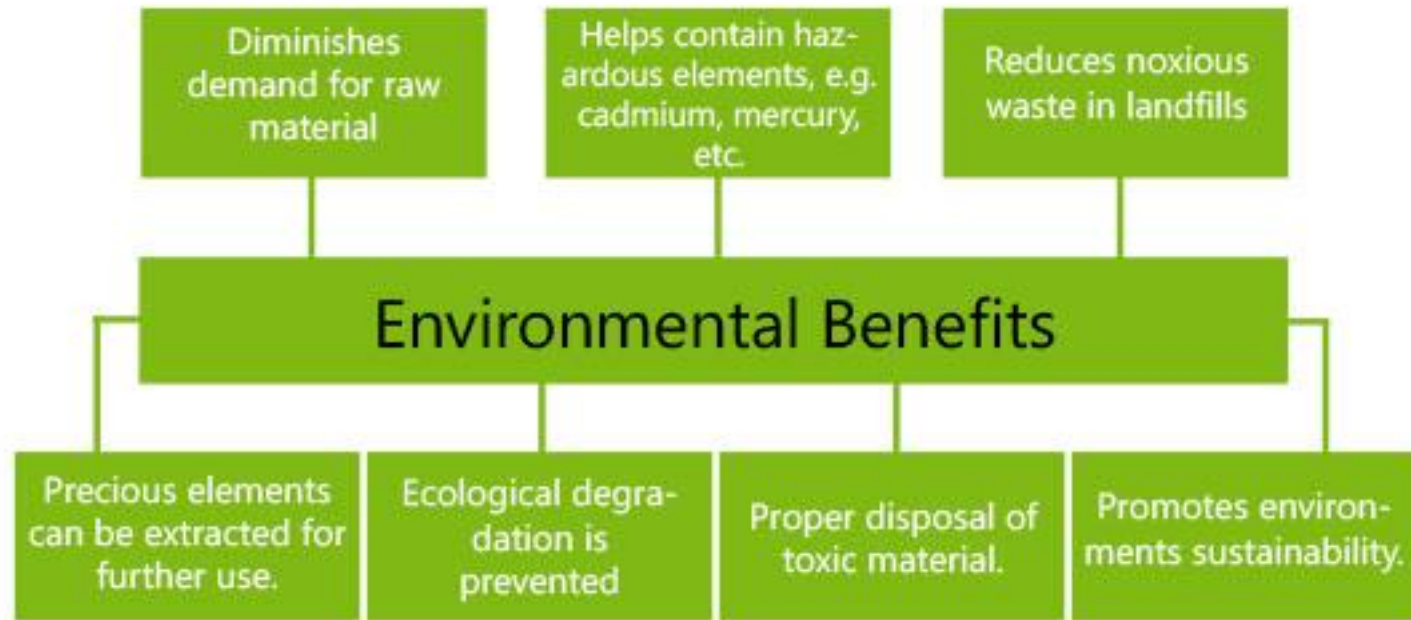 Diminishes
demand for raw
material
Helps contain haz-
ardous elements, e.g.
cadmium, mercury,
etc.
Reduces noxious
waste in landfills
Environmental Benefits
Precious elements
can be extracted for
further use.
Ecological degra-
dation is
prevented
Proper disposal of
toxic material.
Promotes environ-
ments sustainability.